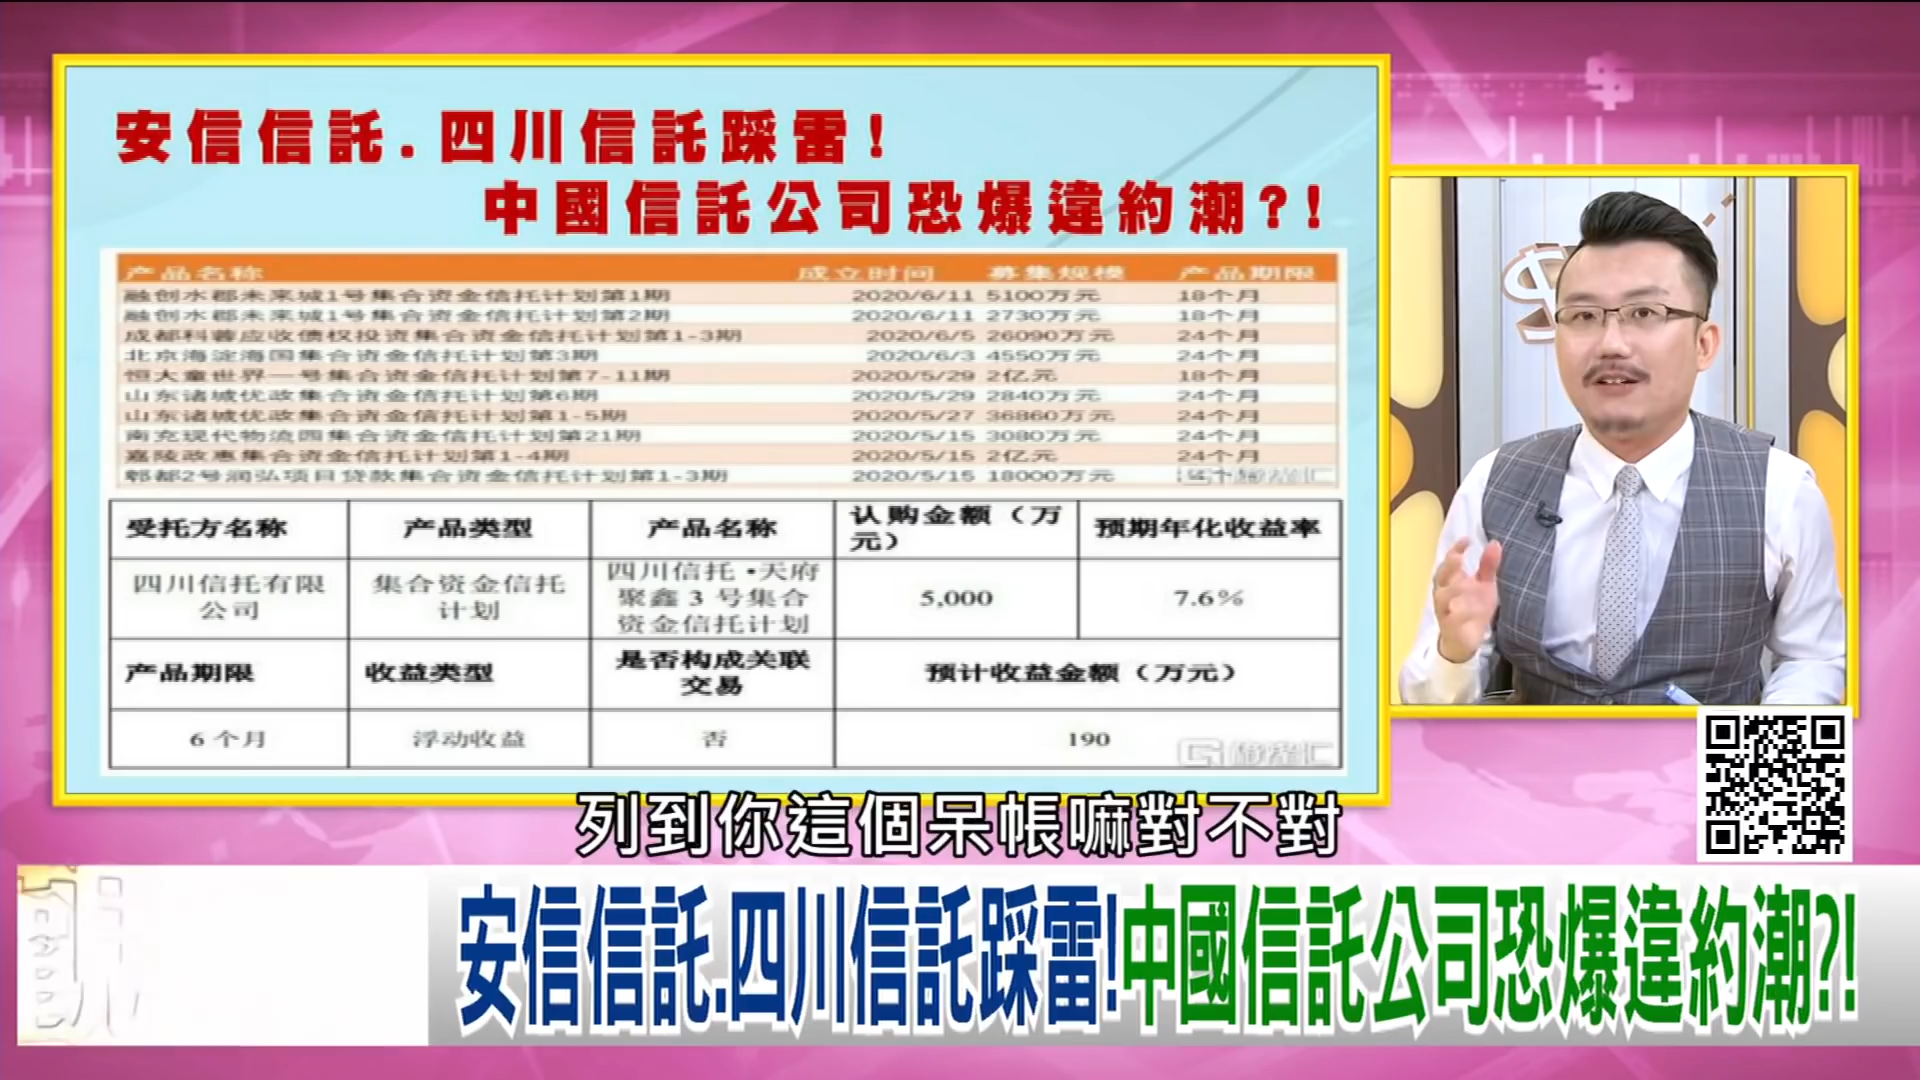 安信信託.四川信託踩雷!
中國信託公司恐爆違約潮?!
产品名称 成立时间 募集规模 产品期限
融创水郡未来城1号集合资金信托计划第1期 2020/6/11 5100万元 18个月
融创水郡未来城1号集合资金信托计划第2期 2020/6/11 2730万元 18个月
成都科蓉应收债权投资集合资金信托计划第1-3期 2020/6/5 26090万元 24个月
北京海淀海国集合资金信托计划第3期 2020/6/3 4550万元 24个月
恒大童世界一号集合资金信托计划第7-11期 2020/5/29 2亿元 18个月
山东诸城优政集合资金信托计划第6期 2020/5/29 2840万元 24个月
山东诸城优政集合资金信托计划第1-5期 2020/5/27 36860万元 24个月
南充现代物流园集合资金信托计划第21期 2020/5/15 3080万元 24个月
嘉陵政惠集合资金信托计划第1-4期 2020/5/15 2亿元 24个月
郫都2号润弘项目贷款集合资金信托计划第1-3期 2020/5/15 18000万元
受托方名称 产品类型 产品名称 认购金额（万元） 预期年化收益率
四川信托有限公司 集合资金信托计划 四川信托·天府聚鑫 3 号集合资金信托计划 5,000 7.6%
产品期限 收益类型 是否构成关联交易 预计收益金额（万元）
6 个月 浮动收益 否 190
列到你這個呆帳嘛對不對
安信信託.四川信託踩雷!中國信託公司恐爆違約潮?!